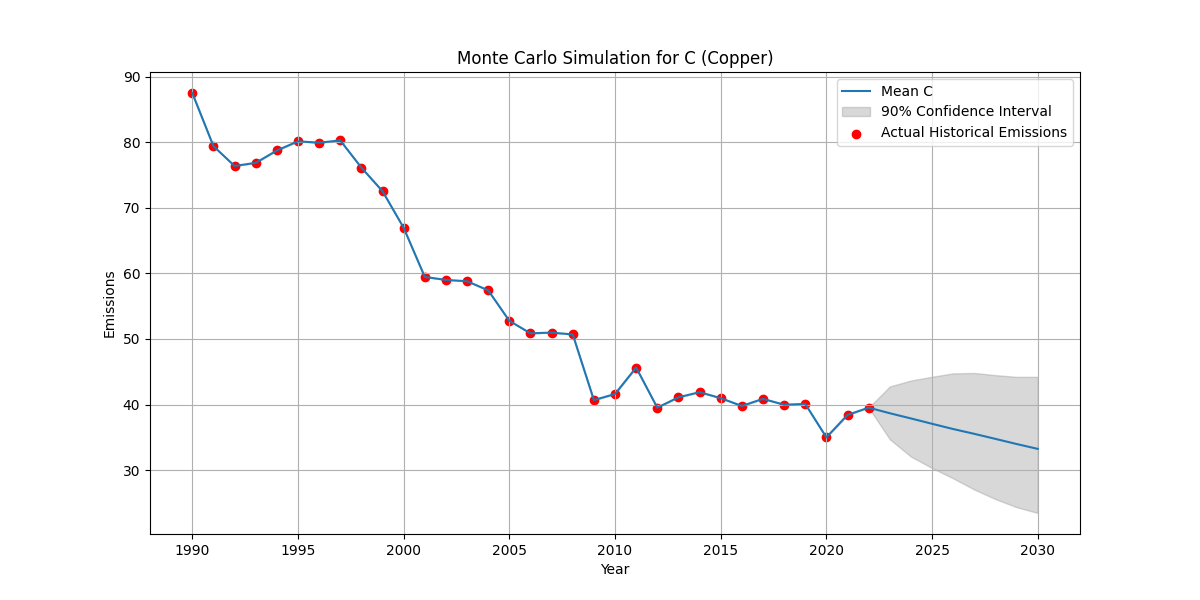 Monte Carlo Simulation for C (Copper)
Mean C
90% Confidence Interval
Actual Historical Emissions
Emissions
90
80
70
60
50
40
30
1990 1995 2000 2005 2010 2015 2020 2025 2030
Year